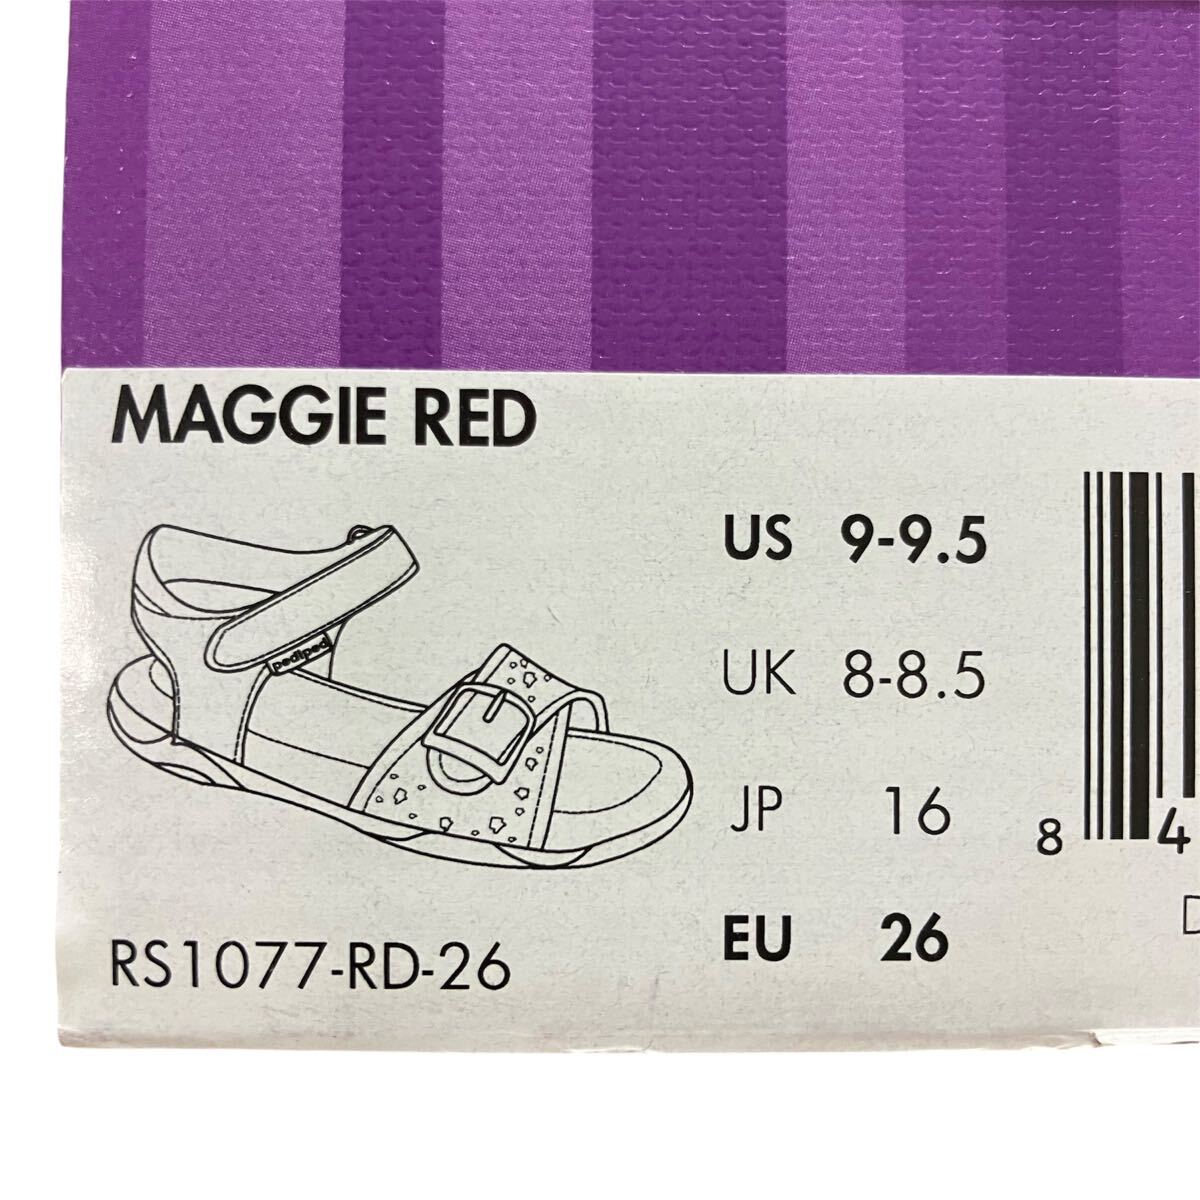 MAGGIE RED
pediped
US 9-9.5
UK 8-8.5
JP 16
EU 26
8 4
D
RS1077-RD-26